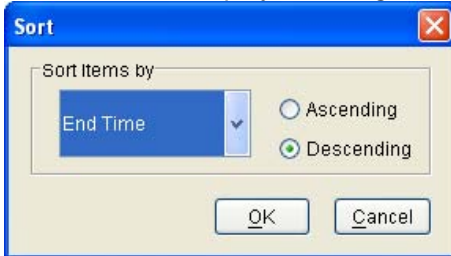 Sort
Sort Items by
End Time
Ascending
Descending
OK
Cancel